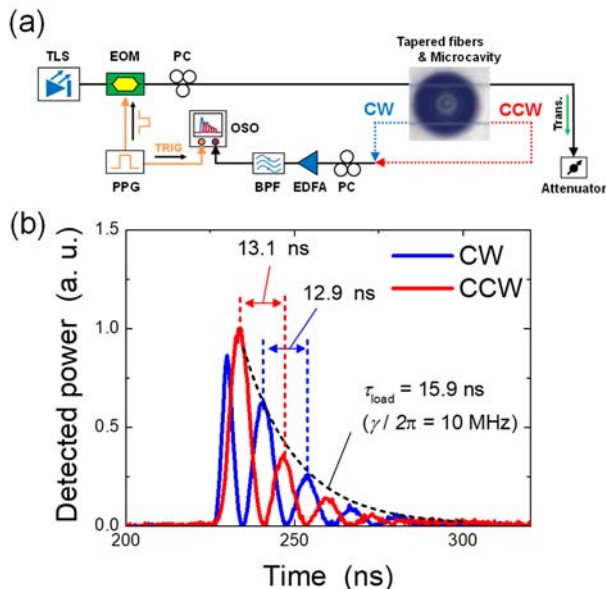 (a)
TLS EOM PC
Tapered fibers
& Microcavity
CW CCW
Trans.
OSO
TRIG
PPG BPF EDFA PC
Attenuator
(b)
13.1 ns
12.9 ns
CW
CCW
τload = 15.9 ns
(γ / 2π = 10 MHz)
Detected power (a. u.)
1.0
0.5
0.0
200 250 300
Time (ns)